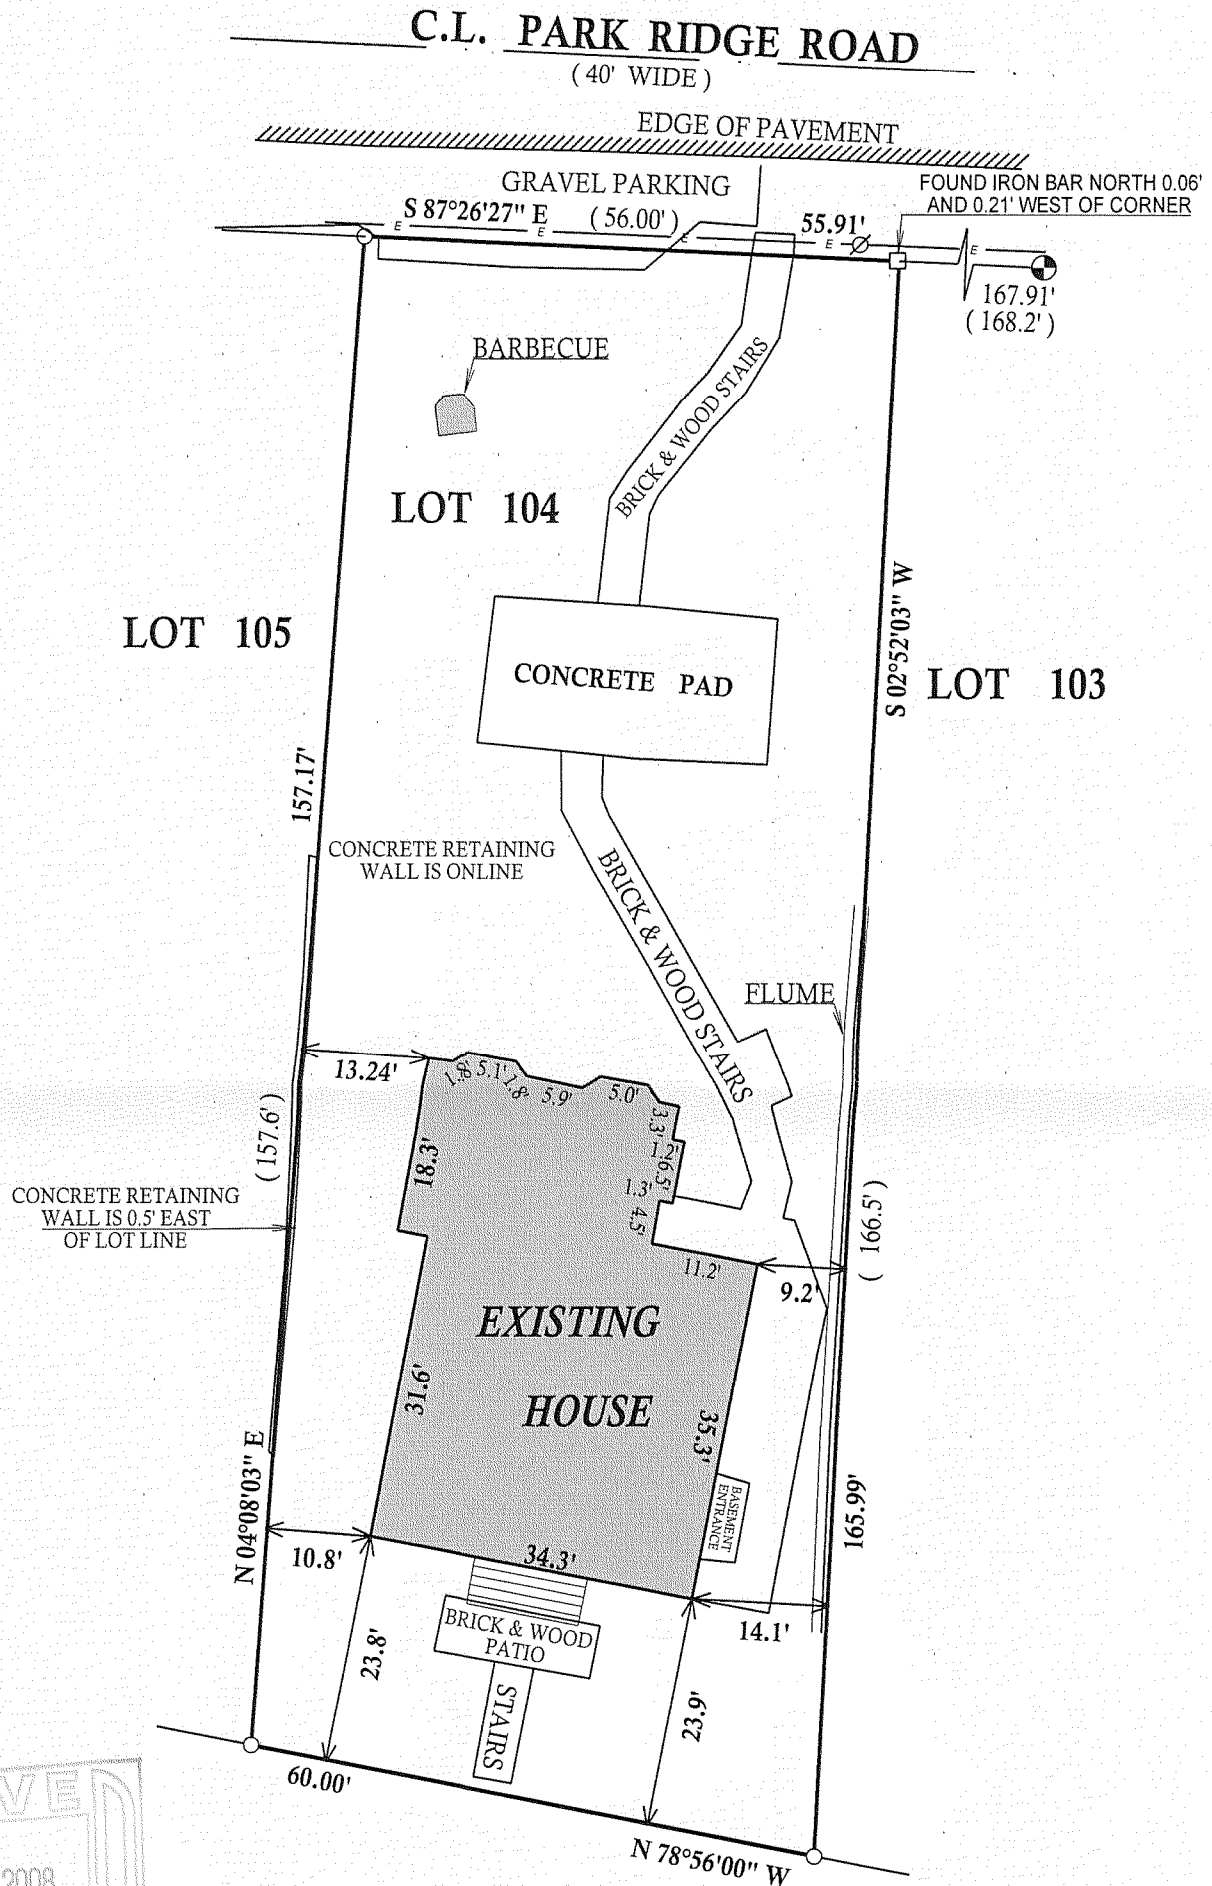 C.L. PARK RIDGE ROAD
( 40' WIDE )
EDGE OF PAVEMENT
GRAVEL PARKING
FOUND IRON BAR NORTH 0.06'
AND 0.21' WEST OF CORNER
S 87°26'27" E
( 56.00' )
55.91'
E
E
E
E
E
167.91'
( 168.2' )
BARBECUE
BRICK & WOOD STAIRS
LOT 104
LOT 105
CONCRETE PAD
S 02°52'03" W
LOT 103
157.17'
CONCRETE RETAINING
WALL IS ONLINE
BRICK & WOOD STAIRS
FLUME
13.24'
1.8'
5.1'
1.8'
5.9'
5.0'
3.3'
1.2'
6.5'
1.3'
4.5'
18.3'
( 157.6' )
CONCRETE RETAINING
WALL IS 0.5' EAST
OF LOT LINE
( 166.5' )
11.2'
9.2'
EXISTING
HOUSE
31.6'
35.3'
BASEMENT
ENTRANCE
N 04°08'03" E
165.99'
10.8'
34.3'
14.1'
BRICK & WOOD
PATIO
23.8'
STAIRS
23.9'
60.00'
N 78°56'00" W
VE
2008